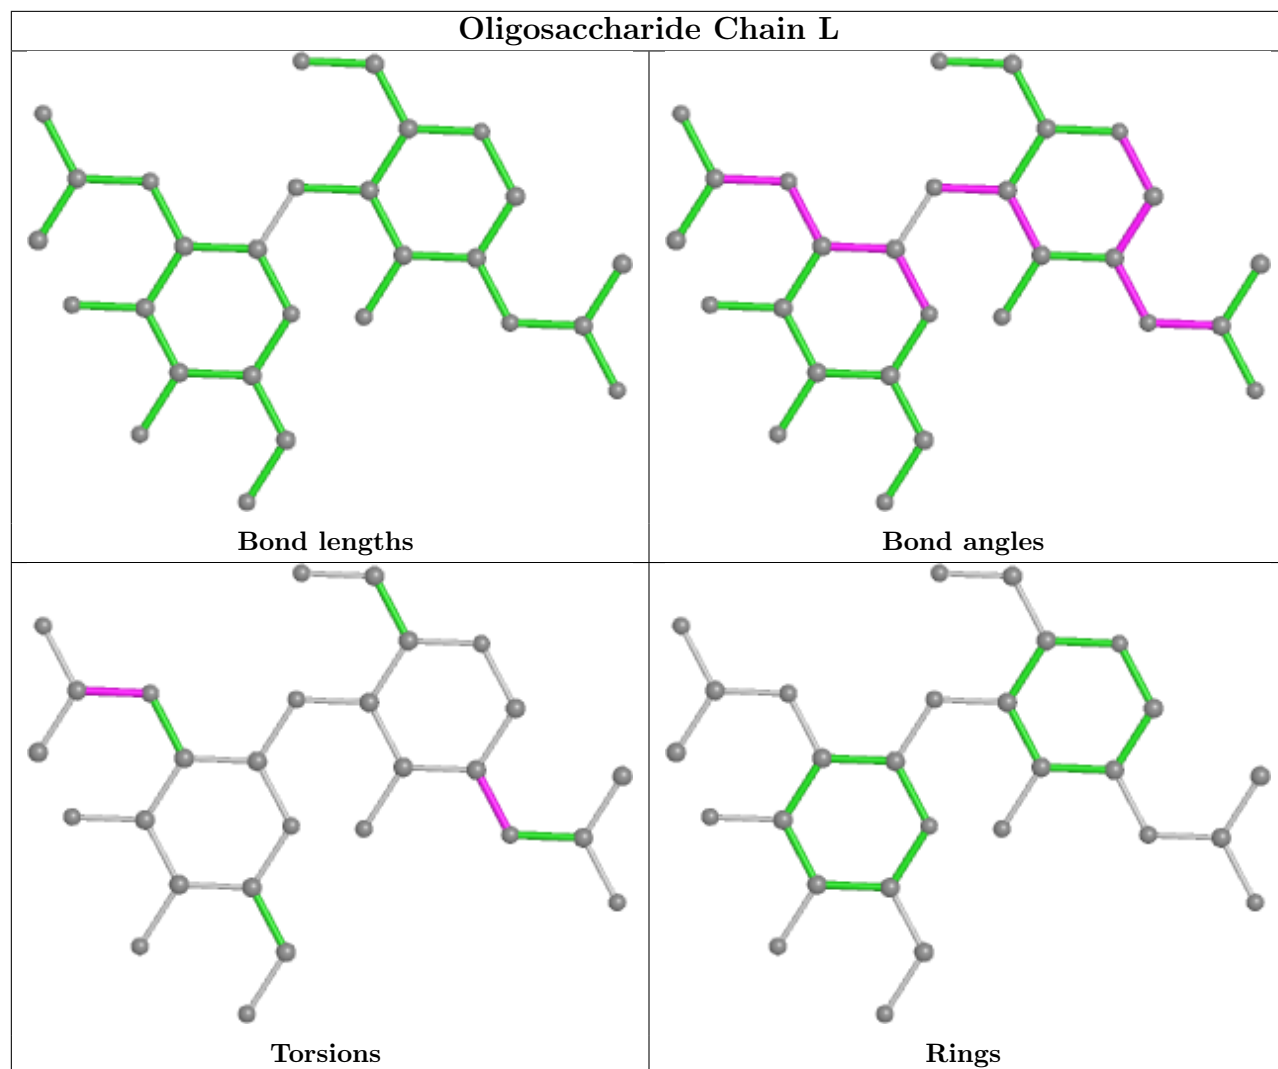 Oligosaccharide Chain L
Bond lengths
Bond angles
Torsions
Rings